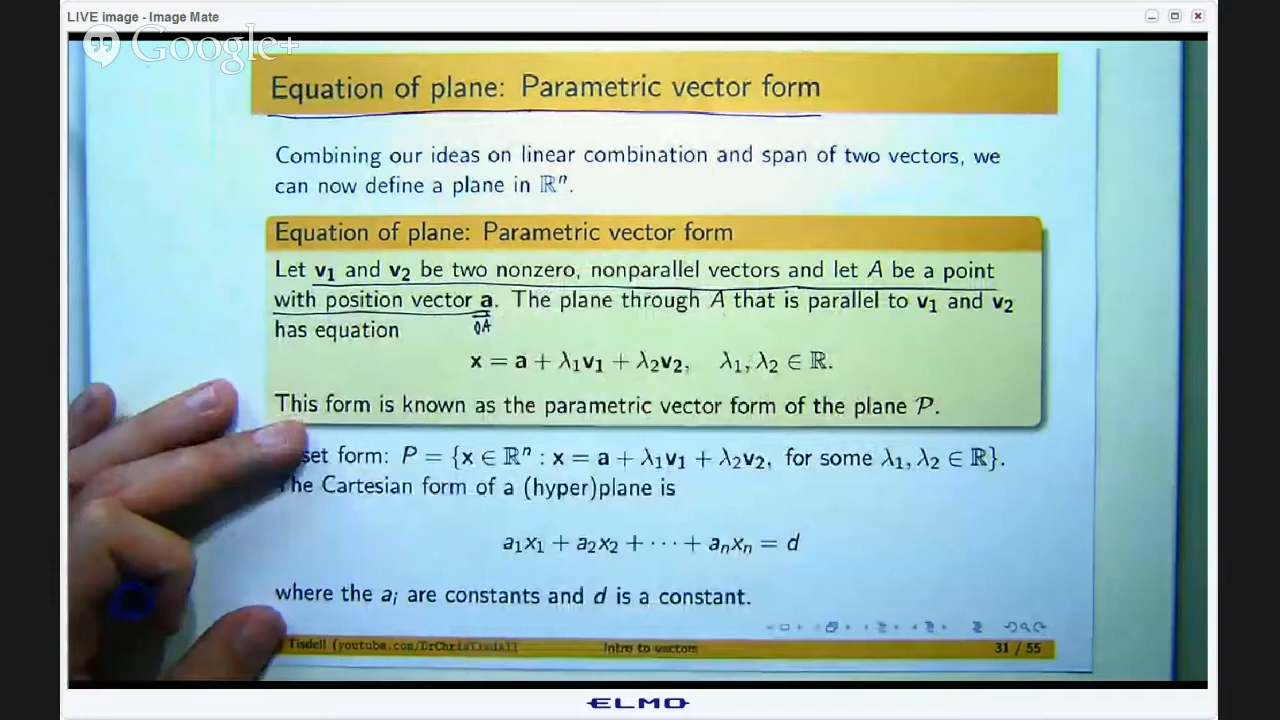 LIVE image - Image Mate
Google+
Equation of plane: Parametric vector form
Combining our ideas on linear combination and span of two vectors, we
can now define a plane in ℝⁿ.
Equation of plane: Parametric vector form
Let v₁ and v₂ be two nonzero, nonparallel vectors and let A be a point
with position vector a. The plane through A that is parallel to v₁ and v₂
OA
has equation
x = a + λ₁v₁ + λ₂v₂, λ₁, λ₂ ∈ ℝ.
This form is known as the parametric vector form of the plane P.
set form: P = {x ∈ ℝⁿ : x = a + λ₁v₁ + λ₂v₂, for some λ₁, λ₂ ∈ ℝ}.
The Cartesian form of a (hyper)plane is
a₁x₁ + a₂x₂ + ··· + aₙxₙ = d
where the aᵢ are constants and d is a constant.
Tisdell (youtube.com/DrChrisTisdell Intro to vectors 31 / 55
ELMO